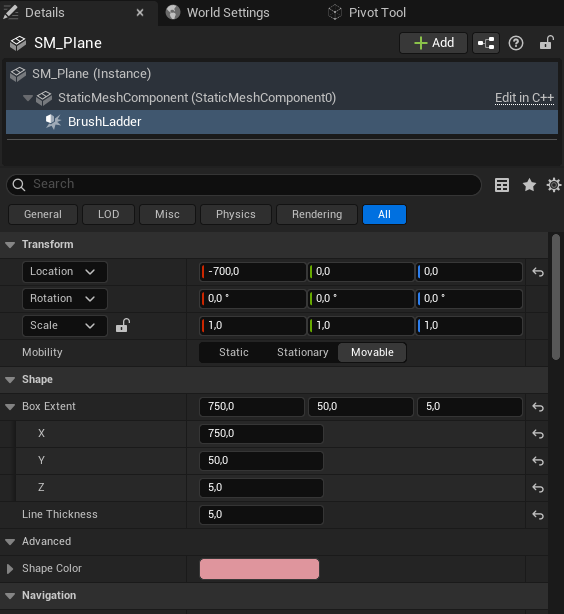 Details
World Settings
Pivot Tool
SM_Plane
Add
SM_Plane (Instance)
StaticMeshComponent (StaticMeshComponent0)
Edit in C++
BrushLadder
Search
General
LOD
Misc
Physics
Rendering
All
Transform
Location
-700,0
0,0
0,0
Rotation
0,0 °
0,0 °
0,0 °
Scale
1,0
1,0
1,0
Mobility
Static
Stationary
Movable
Shape
Box Extent
750,0
50,0
5,0
X
750,0
Y
50,0
Z
5,0
Line Thickness
5,0
Advanced
Shape Color
Navigation